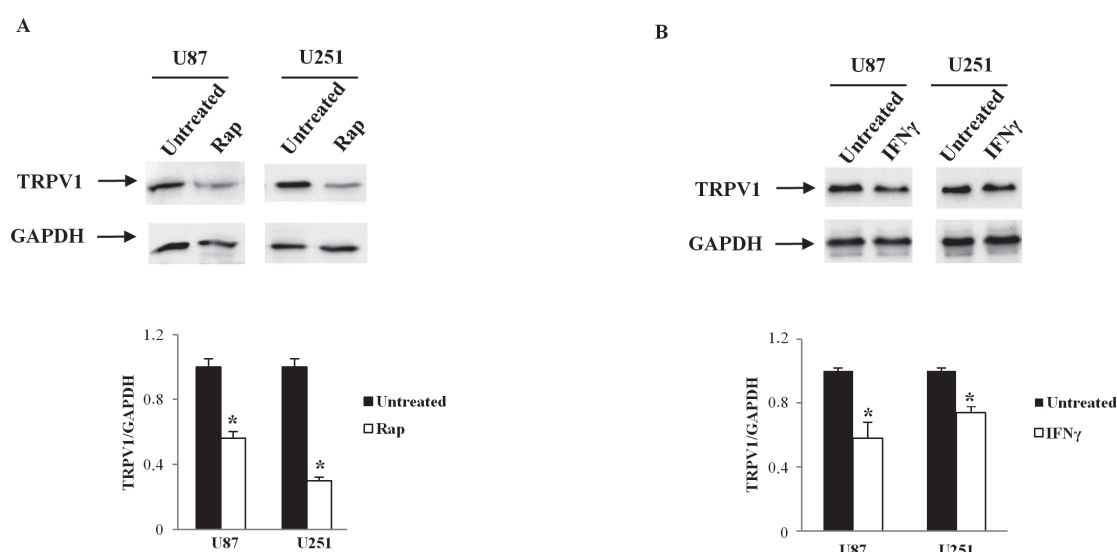 A
U87 U251
Untreated Rap Untreated Rap
TRPV1
GAPDH
1.2
0.8
0.4
0
TRPV1/GAPDH
*
*
Untreated
Rap
U87 U251
B
U87 U251
Untreated IFNγ Untreated IFNγ
TRPV1
GAPDH
1.2
0.8
0.4
0
TRPV1/GAPDH
*
*
Untreated
IFNγ
U87 U251